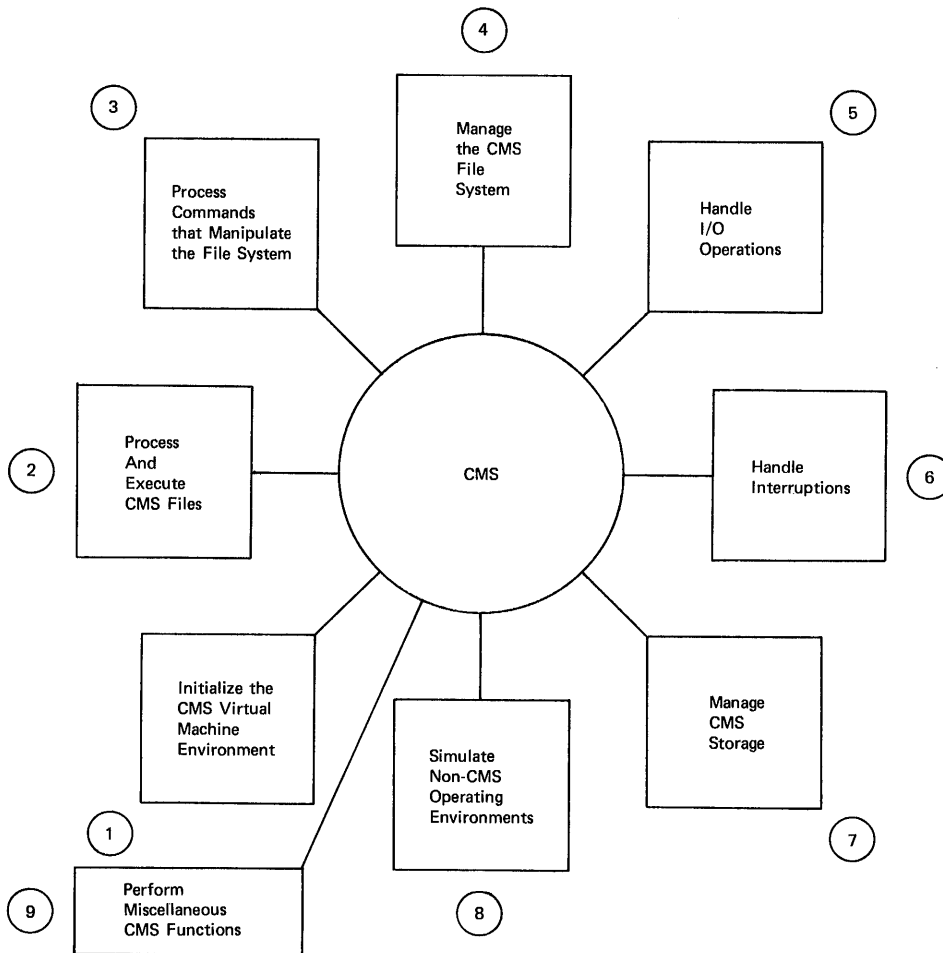 4
3
5
Manage
the CMS
File
System
Process
Commands
that Manipulate
the File System
Handle
I/O
Operations
2
Process
And
Execute
CMS Files
CMS
Handle
Interruptions
6
Initialize the
CMS Virtual
Machine
Environment
Simulate
Non-CMS
Operating
Environments
Manage
CMS
Storage
1
7
9
Perform
Miscellaneous
CMS Functions
8